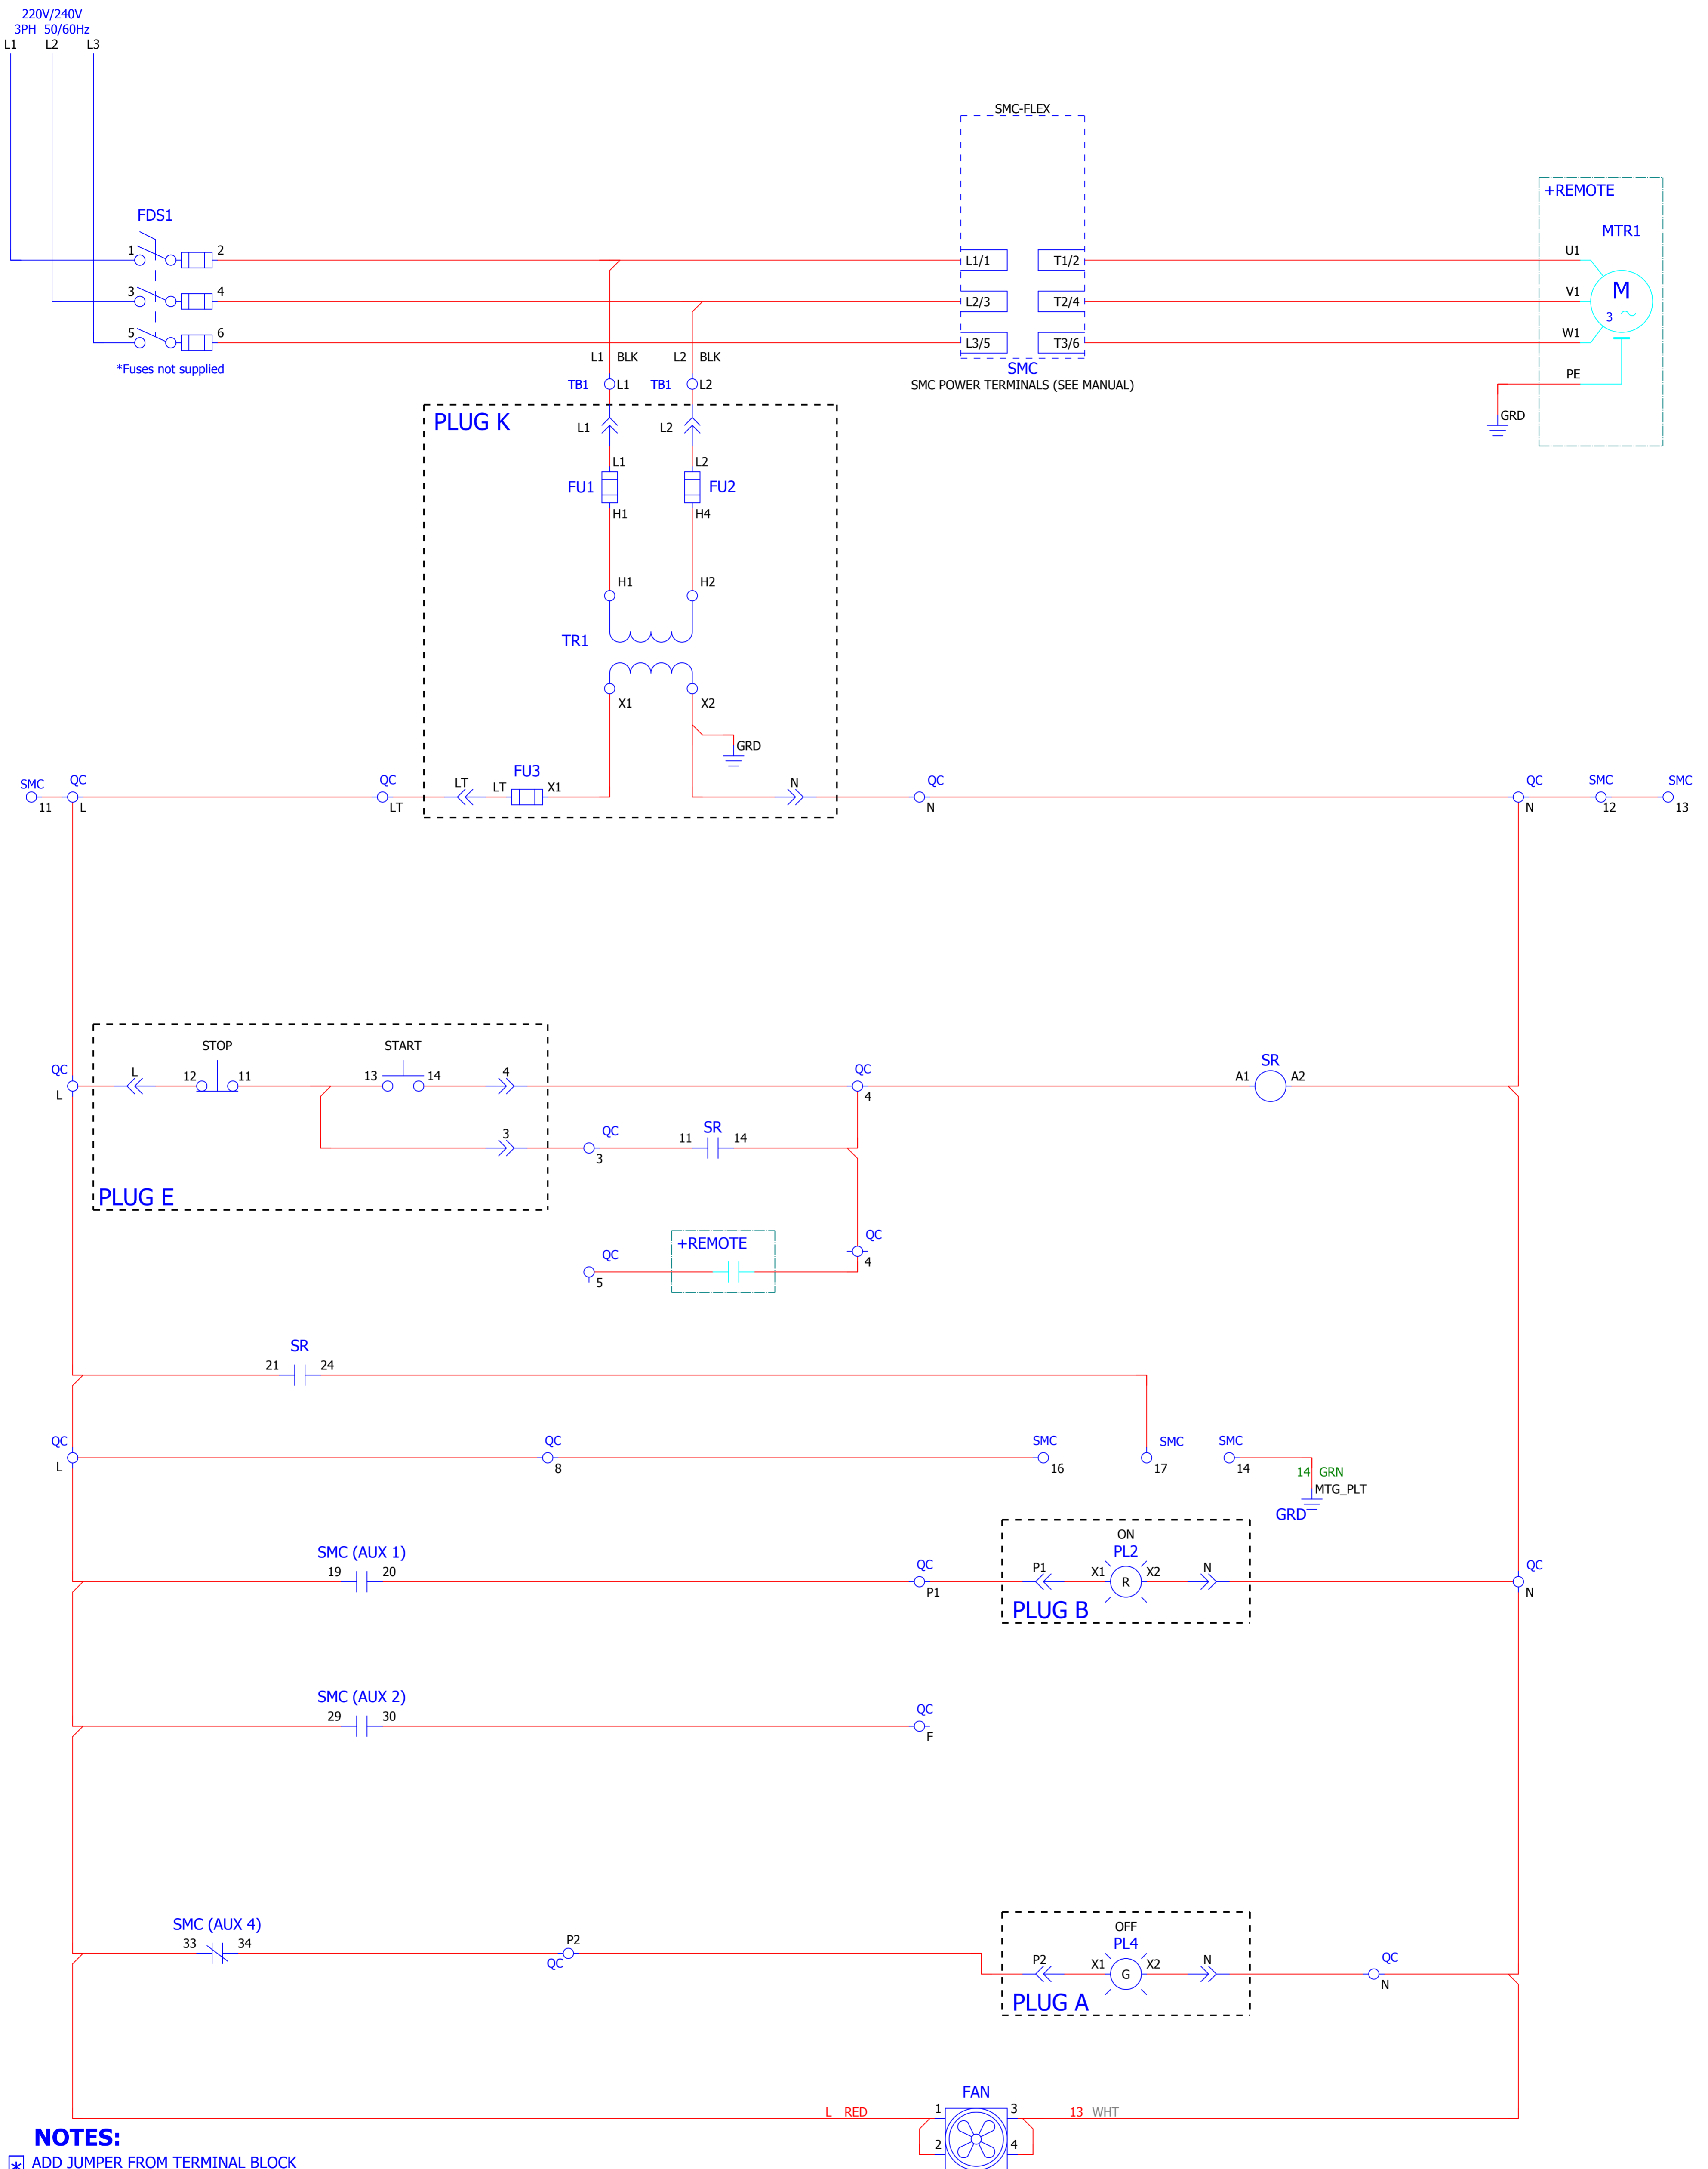 220V/240V
3PH 50/60Hz
L1 L2 L3
SMC-FLEX
+REMOTE
FDS1
MTR1
1 2 L1/1 T1/2 U1
3 4 L2/3 T2/4 V1 M
3
5 6 L3/5 T3/6 W1
*Fuses not supplied
L1 BLK L2 BLK
SMC
SMC POWER TERMINALS (SEE MANUAL)
PE
TB1 L1 TB1 L2
GRD
PLUG K
L1 L2
L1 L2
FU1 FU2
H1 H4
H1 H2
TR1
X1 X2
GRD
SMC QC QC LT LT FU3 X1 N QC QC SMC SMC
11 L LT N N 12 13
STOP START
QC L 12 11 13 14 4 QC A1 SR A2
L 4
3 QC 11 SR 14
3
PLUG E
QC +REMOTE QC
5 4
SR
21 24
QC QC SMC SMC SMC
L 8 16 17 14
14 GRN
MTG_PLT
GRD
ON
SMC (AUX 1) PL2
19 20 QC P1 X1 R X2 N QC
P1 N
PLUG B
SMC (AUX 2)
29 30 QC
F
OFF
SMC (AUX 4) PL4
33 34 P2 P2 X1 G X2 N QC
QC N
PLUG A
FAN
L RED 1 3 13 WHT
2 4
NOTES:
* ADD JUMPER FROM TERMINAL BLOCK